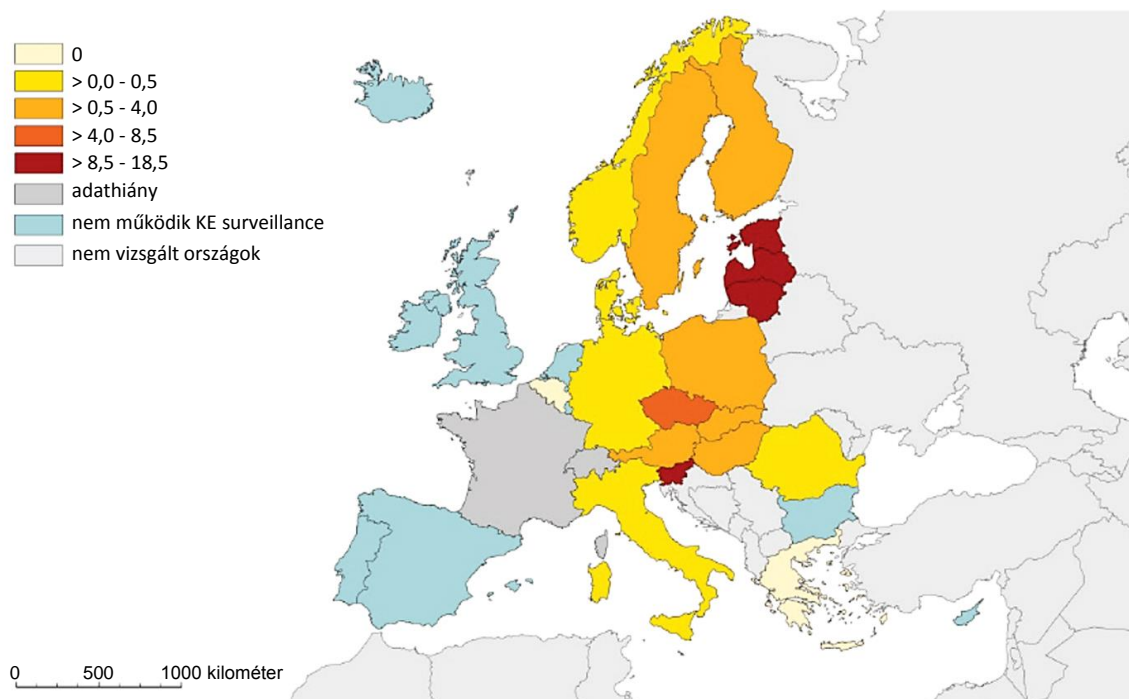 0
> 0,0 - 0,5
> 0,5 - 4,0
> 4,0 - 8,5
> 8,5 - 18,5
adathiány
nem működik KE surveillance
nem vizsgált országok
0 500 1000 kilométer